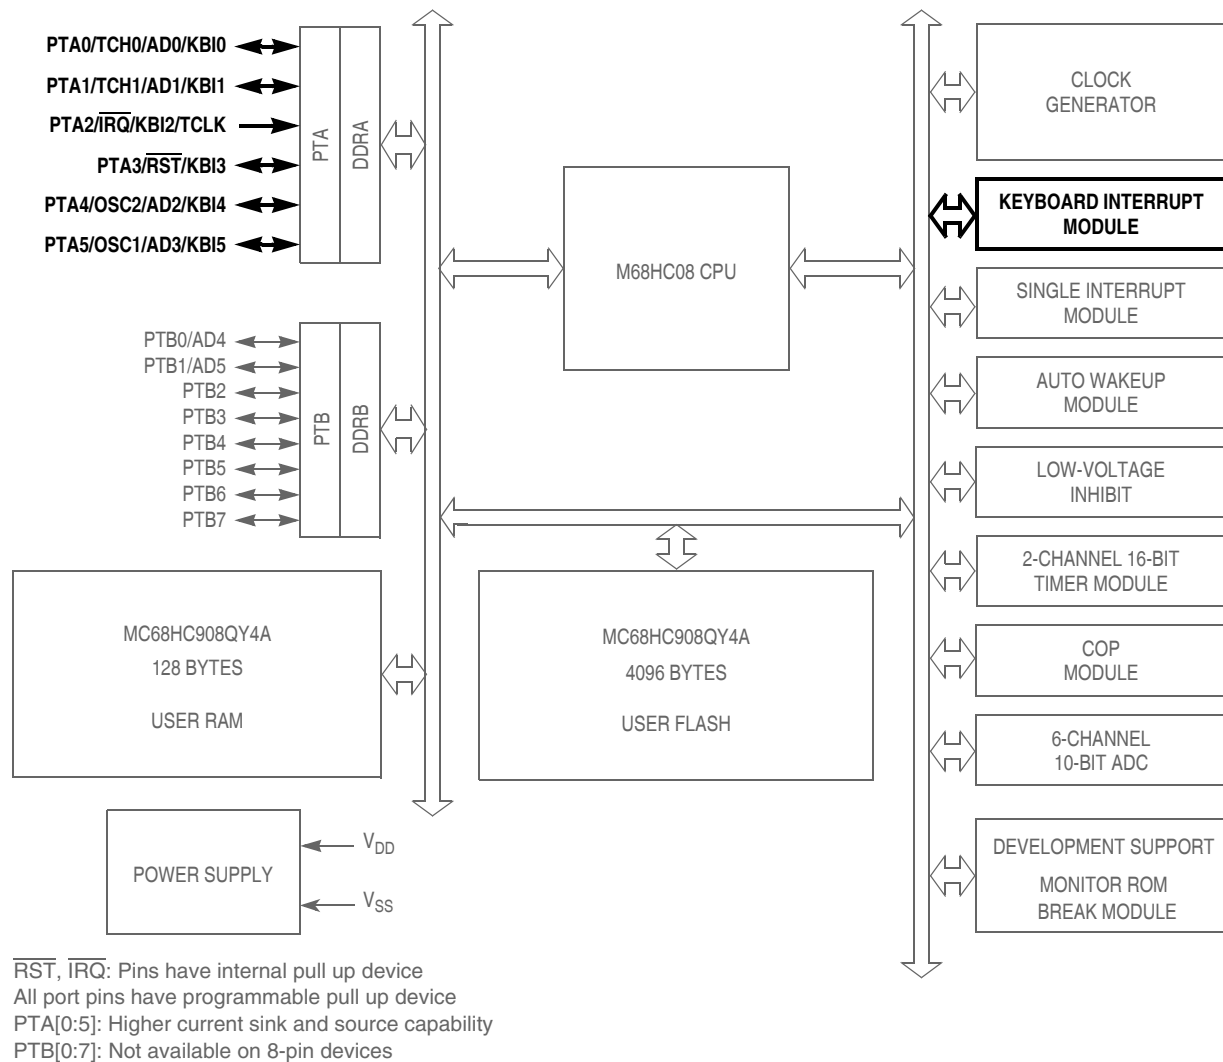 PTA0/TCH0/AD0/KBI0
PTA1/TCH1/AD1/KBI1
PTA2/I̅R̅Q̅/KBI2/TCLK
PTA3/R̅S̅T̅/KBI3
PTA4/OSC2/AD2/KBI4
PTA5/OSC1/AD3/KBI5
PTA
DDRA
PTB0/AD4
PTB1/AD5
PTB2
PTB3
PTB4
PTB5
PTB6
PTB7
PTB
DDRB
M68HC08 CPU
MC68HC908QY4A
128 BYTES
USER RAM
MC68HC908QY4A
4096 BYTES
USER FLASH
POWER SUPPLY
VDD
VSS
CLOCK
GENERATOR
KEYBOARD INTERRUPT
MODULE
SINGLE INTERRUPT
MODULE
AUTO WAKEUP
MODULE
LOW-VOLTAGE
INHIBIT
2-CHANNEL 16-BIT
TIMER MODULE
COP
MODULE
6-CHANNEL
10-BIT ADC
DEVELOPMENT SUPPORT
MONITOR ROM
BREAK MODULE
R̅S̅T̅, I̅R̅Q̅: Pins have internal pull up device
All port pins have programmable pull up device
PTA[0:5]: Higher current sink and source capability
PTB[0:7]: Not available on 8-pin devices